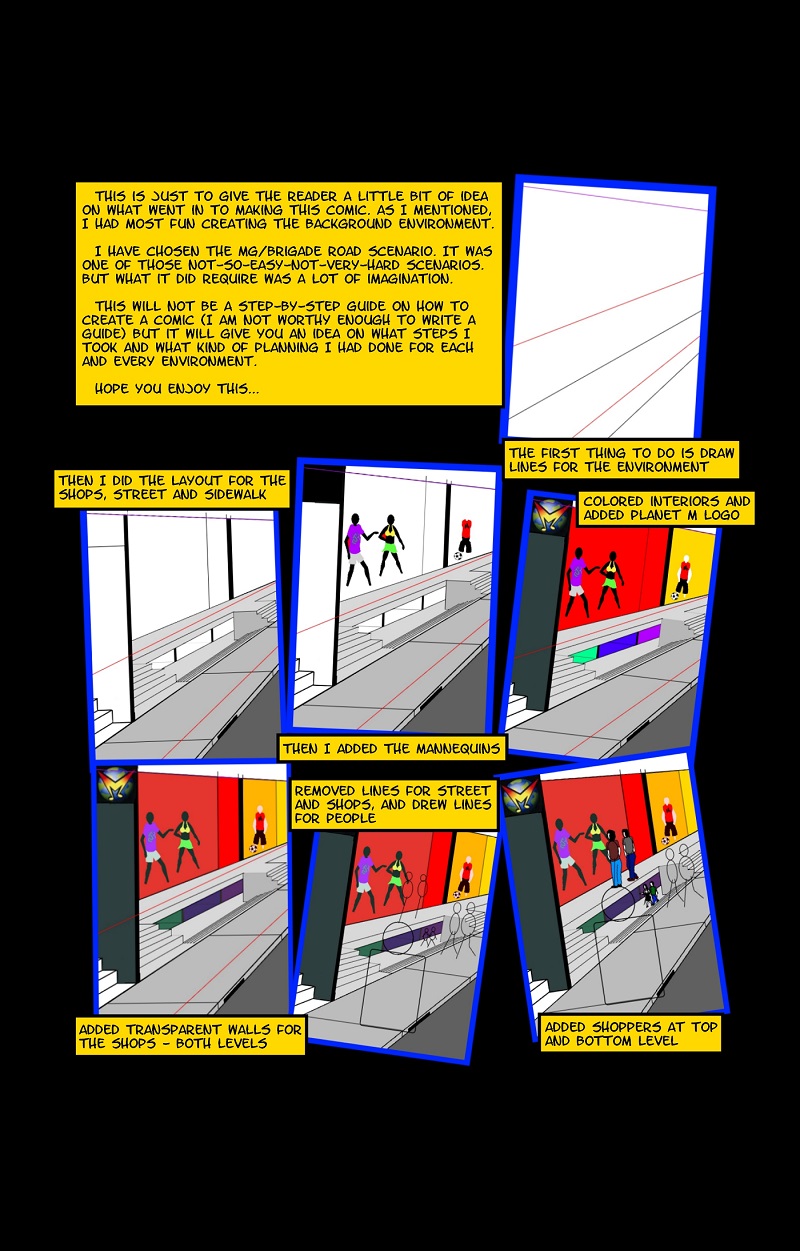 THIS IS JUST TO GIVE THE READER A LITTLE BIT OF IDEA
ON WHAT WENT IN TO MAKING THIS COMIC. AS I MENTIONED,
I HAD MOST FUN CREATING THE BACKGROUND ENVIRONMENT.
I HAVE CHOSEN THE MG/BRIGADE ROAD SCENARIO. IT WAS
ONE OF THOSE NOT-SO-EASY-NOT-VERY-HARD SCENARIOS.
BUT WHAT IT DID REQUIRE WAS A LOT OF IMAGINATION.
THIS WILL NOT BE A STEP-BY-STEP GUIDE ON HOW TO
CREATE A COMIC (I AM NOT WORTHY ENOUGH TO WRITE A
GUIDE) BUT IT WILL GIVE YOU AN IDEA ON WHAT STEPS I
TOOK AND WHAT KIND OF PLANNING I HAD DONE FOR EACH
AND EVERY ENVIRONMENT.
HOPE YOU ENJOY THIS...
THE FIRST THING TO DO IS DRAW
LINES FOR THE ENVIRONMENT
THEN I DID THE LAYOUT FOR THE
SHOPS, STREET AND SIDEWALK
THEN I ADDED THE MANNEQUINS
COLORED INTERIORS AND
ADDED PLANET M LOGO
M
ADDED TRANSPARENT WALLS FOR
THE SHOPS - BOTH LEVELS
M
REMOVED LINES FOR STREET
AND SHOPS, AND DREW LINES
FOR PEOPLE
ADDED SHOPPERS AT TOP
AND BOTTOM LEVEL
M